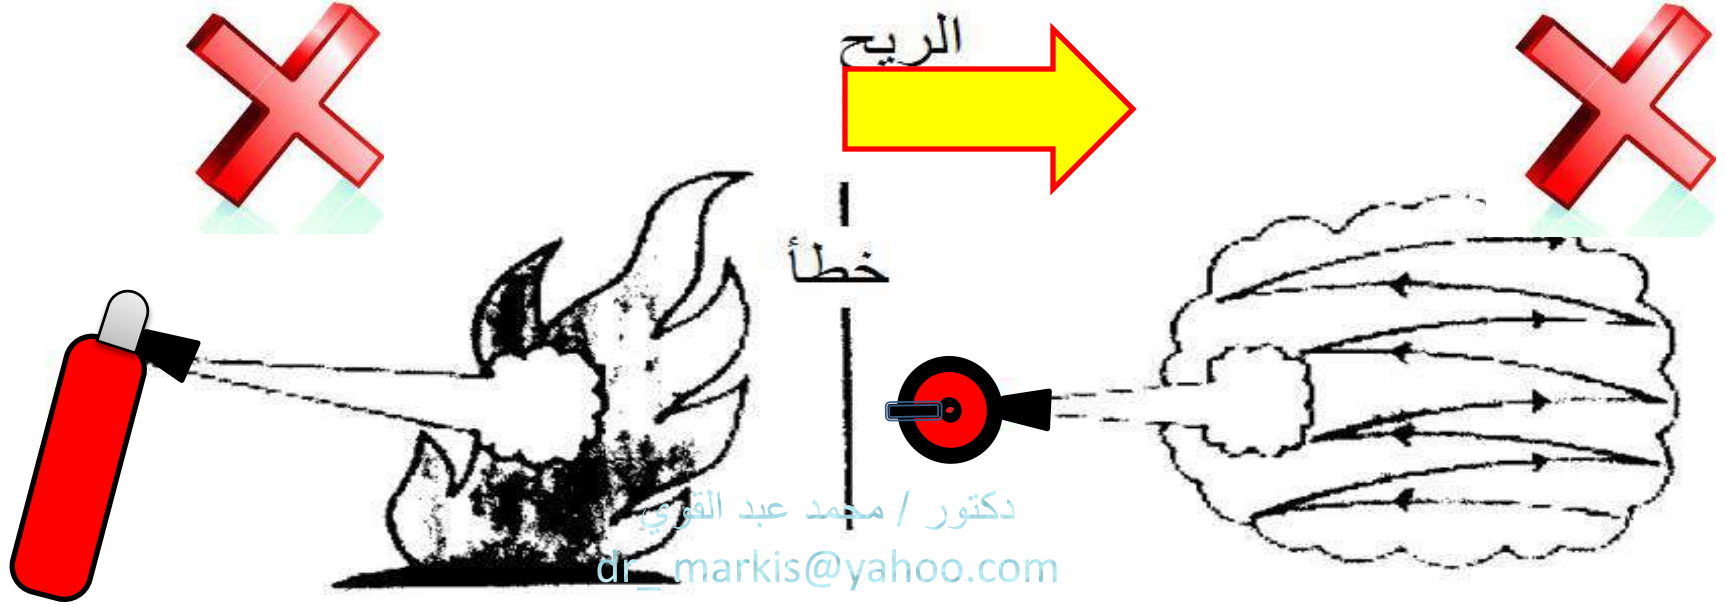 الريح
خطأ
دكتور / محمد عبد القوي
dr_markis@yahoo.com